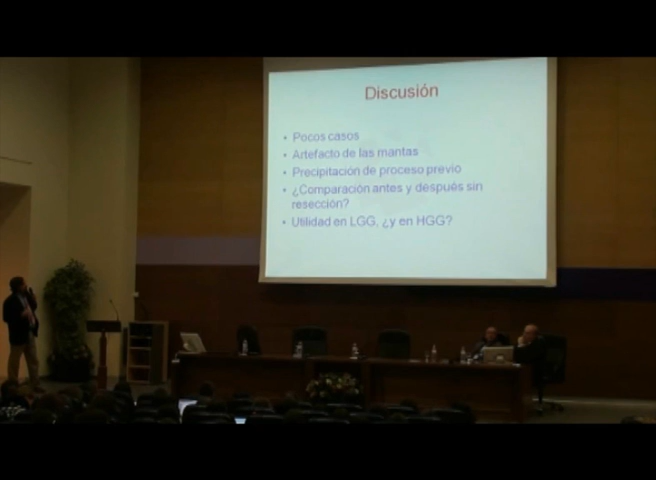 Discusión
• Pocos casos
• Artefacto de las mantas
• Precipitación de proceso previo
• ¿Comparación antes y después sin
resección?
• Utilidad en LGG, ¿y en HGG?